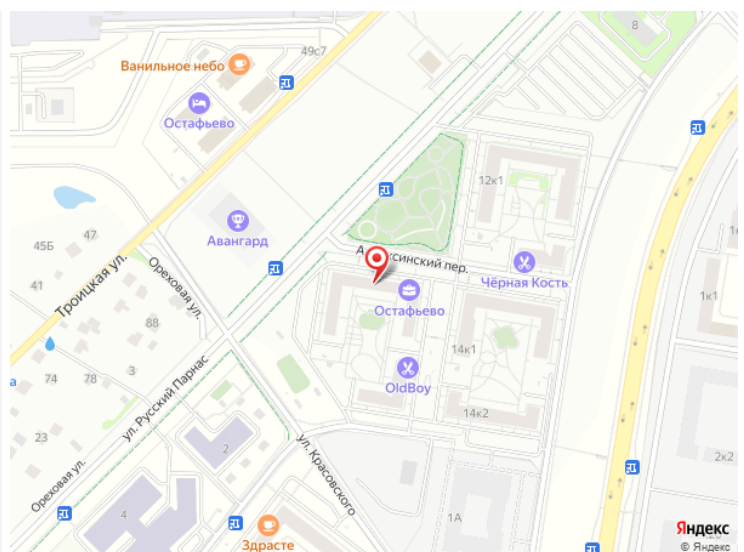 8
49с7
Ванильное небо
Остафьево
12к1
47
45Б
Авангард
Троицкая ул.
Ореховая ул.
синский пер.
Чёрная Кость
41
Остафьево
1к1
88
14к1
ул. Русский Парнас
3
74
78
OldBoy
14к2
23
2
ул. Красовского
2к2
Ореховая ул.
4
1А
Здрасте
Яндекс
© Яндекс